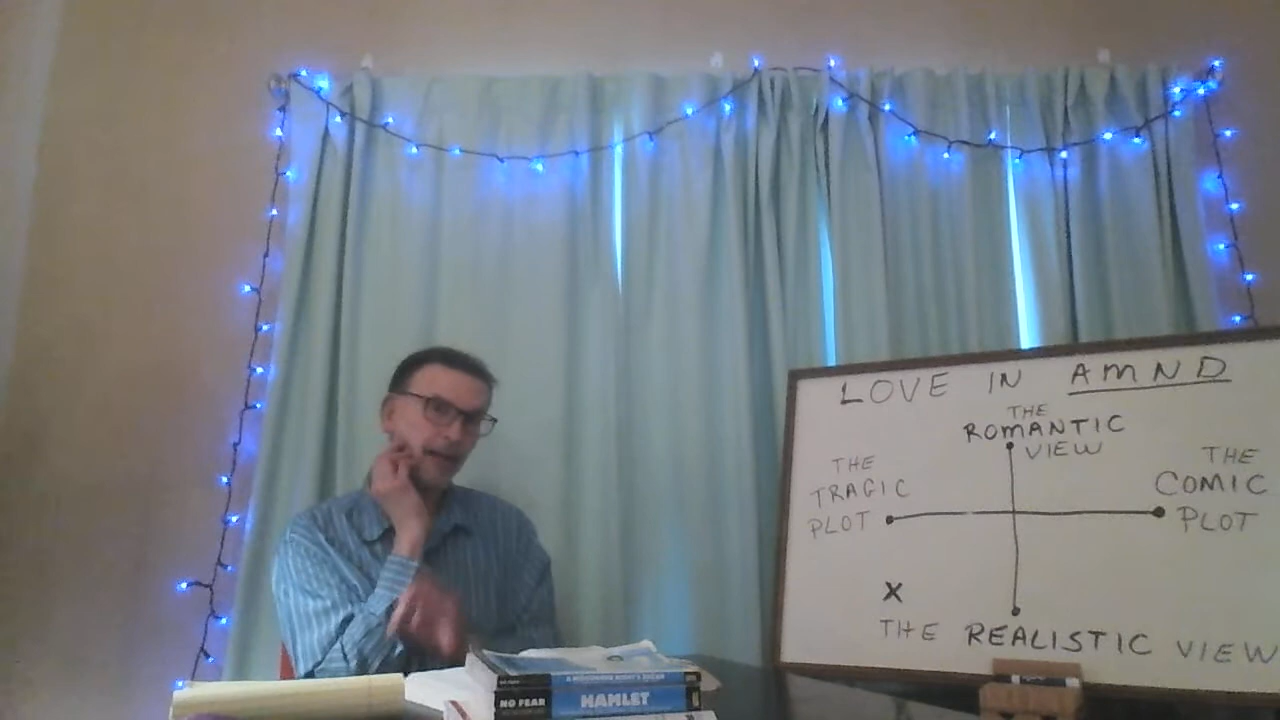 LOVE IN AMND
THE
ROMANTIC
VIEW
THE
TRAGIC
PLOT
THE
COMIC
PLOT
X
THE REALISTIC VIEW
A MIDSUMMER NIGHT'S DREAM
NO FEAR HAMLET